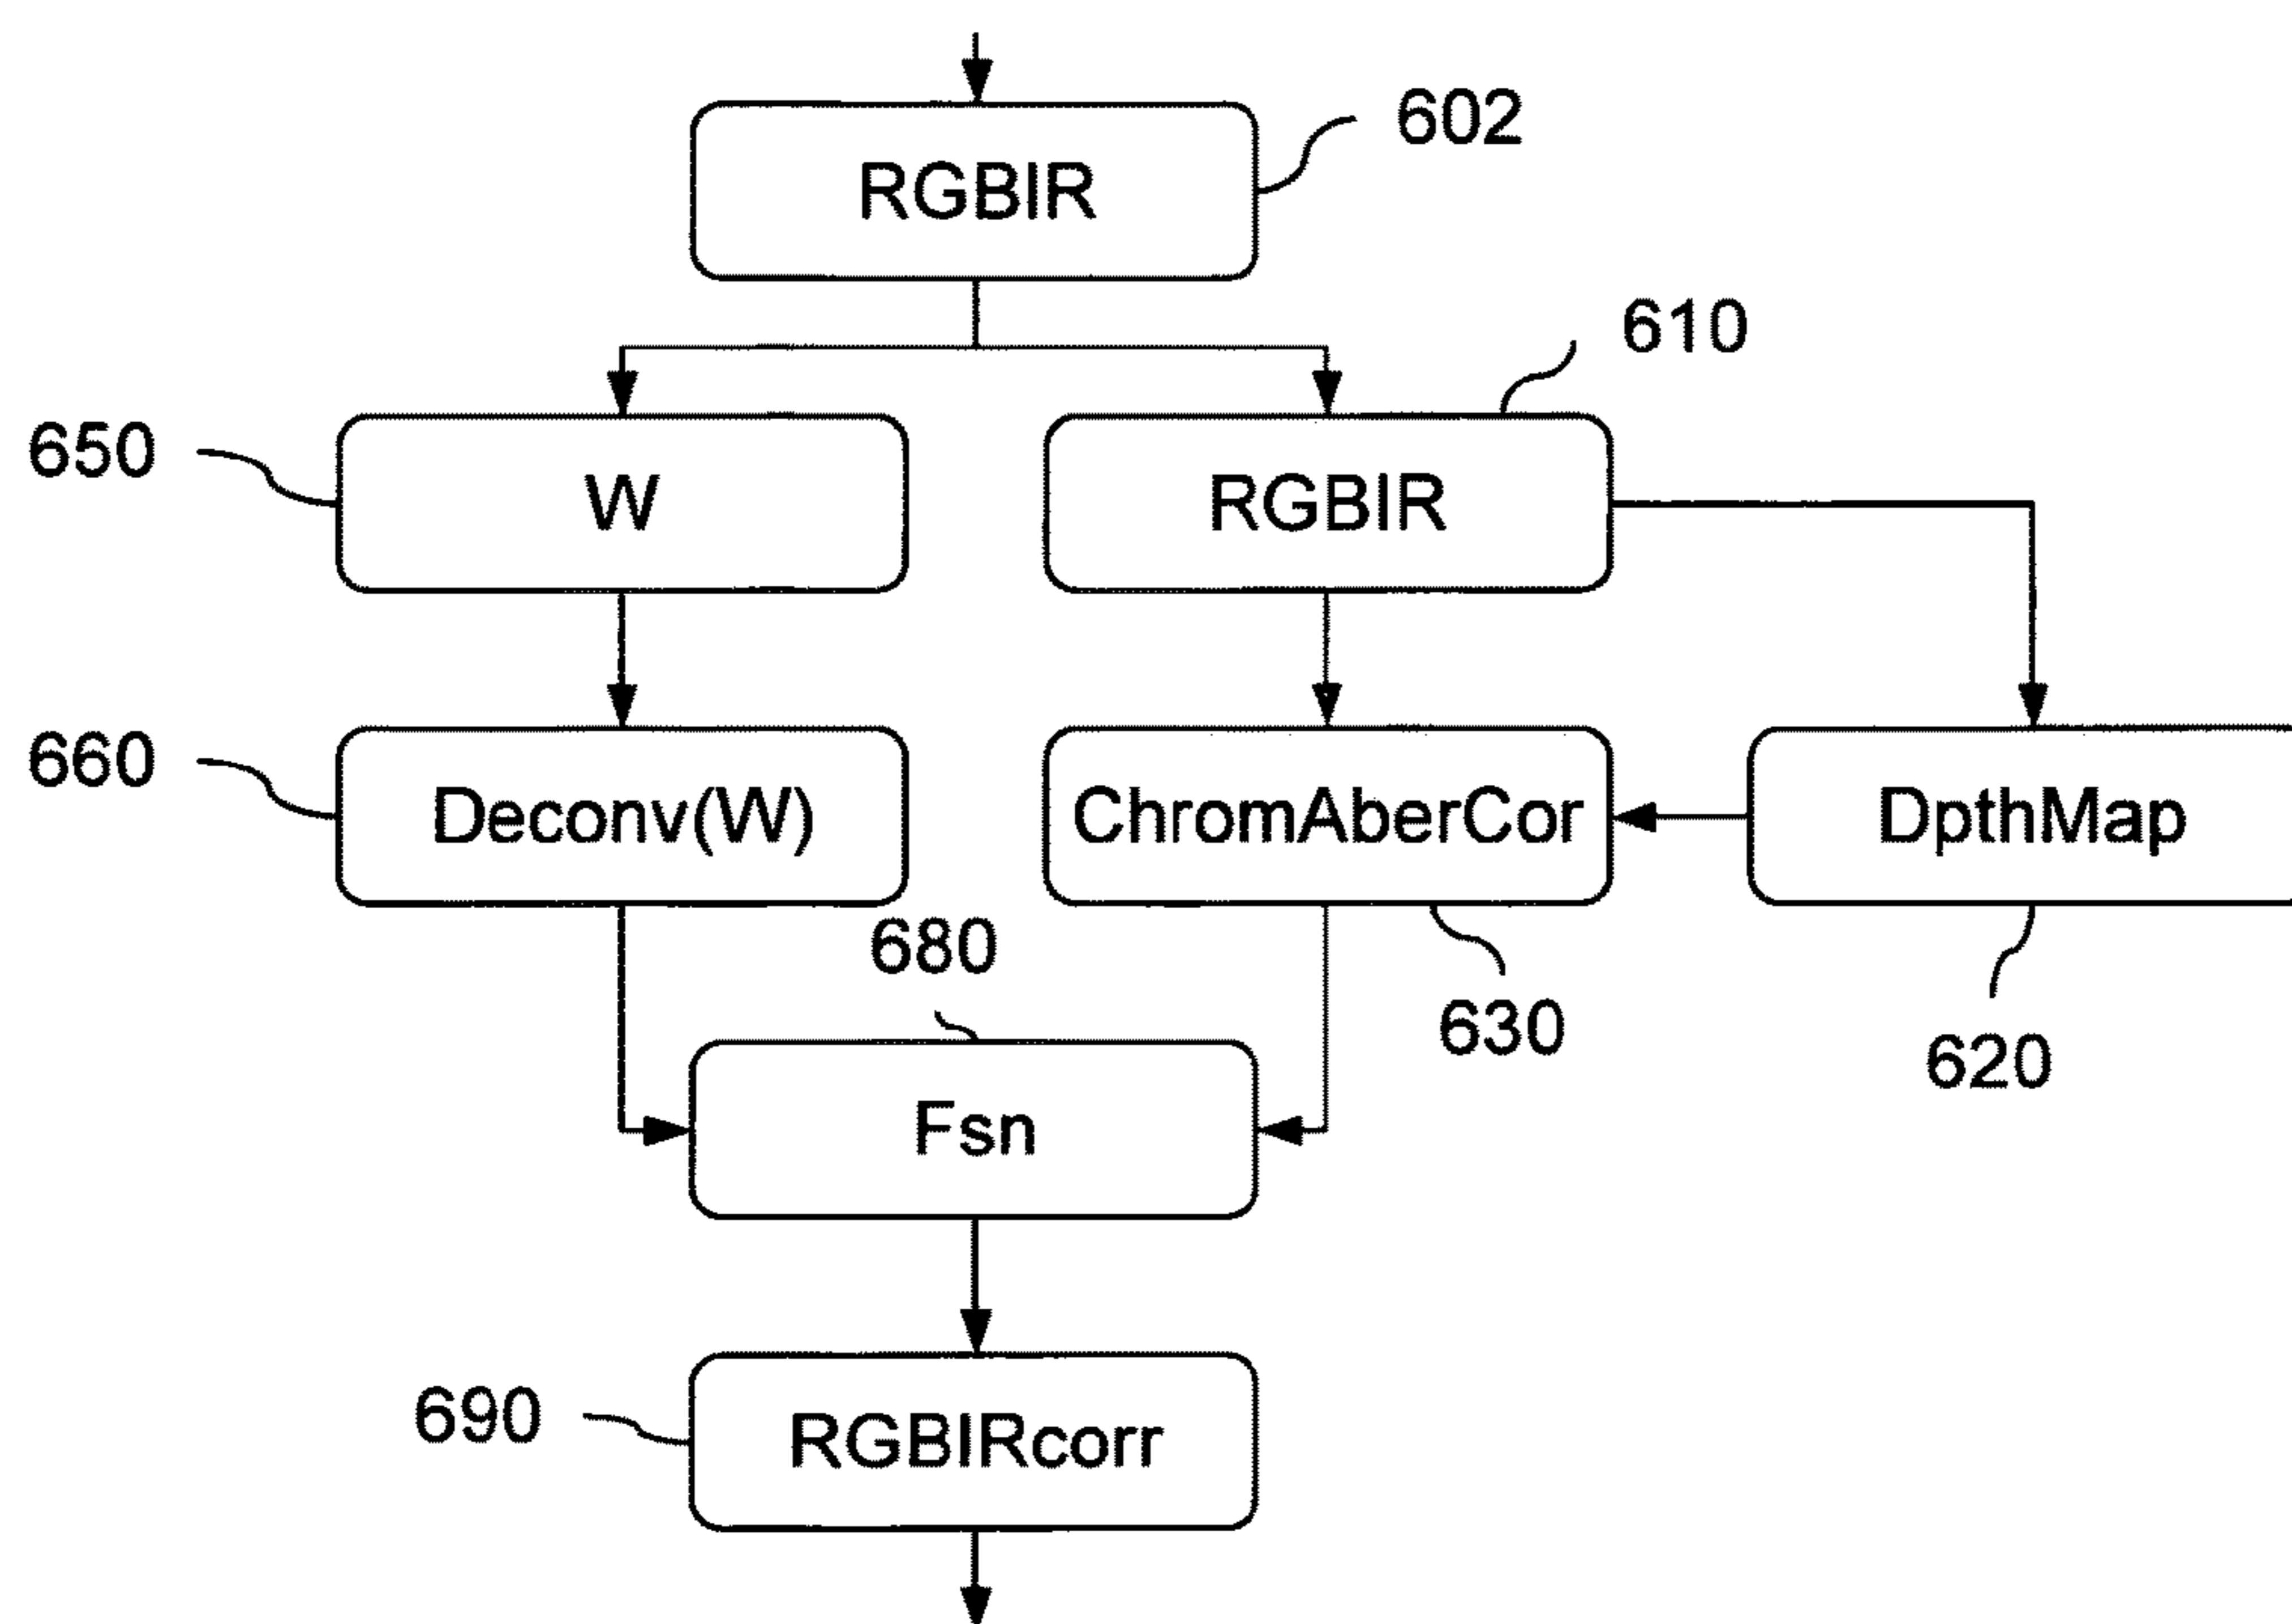 602
RGBIR
610
650
W
RGBIR
660
Deconv(W)
ChromAberCor
DpthMap
680
630
620
Fsn
690
RGBIRcorr